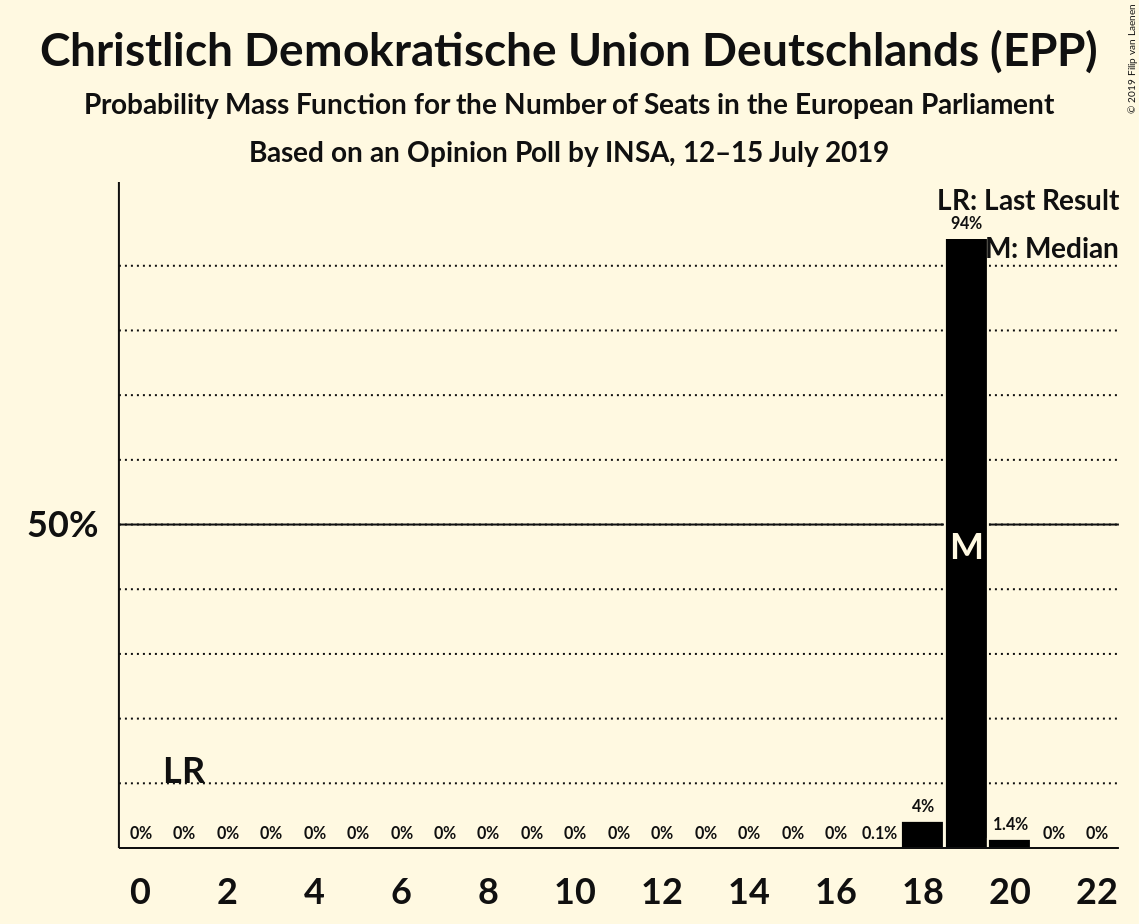 Christlich Demokratische Union Deutschlands (EPP)
Probability Mass Function for the Number of Seats in the European Parliament
Based on an Opinion Poll by INSA, 12–15 July 2019
© 2019 Filip van Laenen
LR: Last Result
M: Median
94%
50%
M
LR
0% 0% 0% 0% 0% 0% 0% 0% 0% 0% 0% 0% 0% 0% 0% 0% 0% 0.1% 4% 1.4% 0% 0%
0 2 4 6 8 10 12 14 16 18 20 22